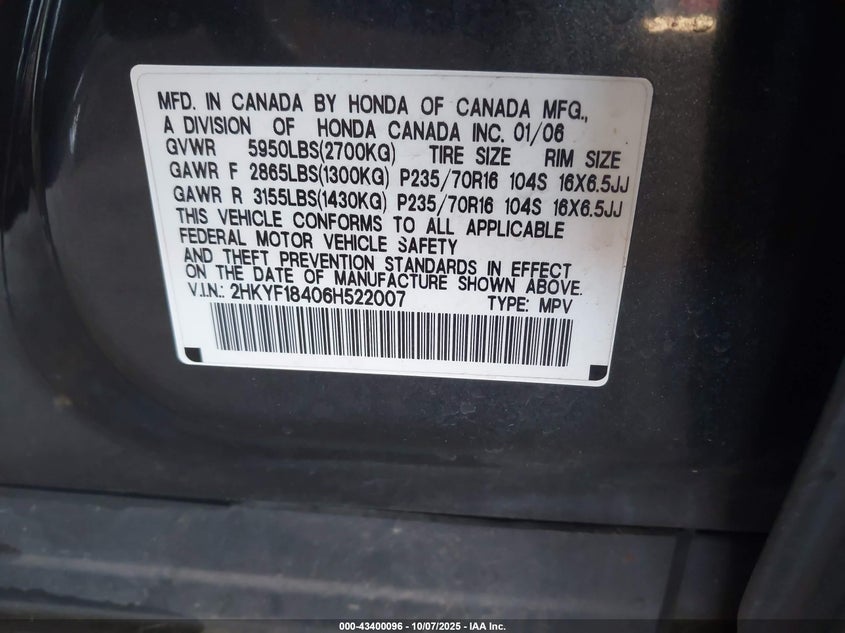 MFD. IN CANADA BY HONDA OF CANADA MFG.,
A DIVISION OF HONDA CANADA INC. 01/06
GVWR 5950LBS(2700KG) TIRE SIZE RIM SIZE
GAWR F 2865LBS(1300KG) P235/70R16 104S 16X6.5JJ
GAWR R 3155LBS(1430KG) P235/70R16 104S 16X6.5JJ
THIS VEHICLE CONFORMS TO ALL APPLICABLE
FEDERAL MOTOR VEHICLE SAFETY
AND THEFT PREVENTION STANDARDS IN EFFECT
ON THE DATE OF MANUFACTURE SHOWN ABOVE.
V.I.N.: 2HKYF18406H522007 TYPE: MPV
000-43400096 - 10/07/2025 - IAA Inc.